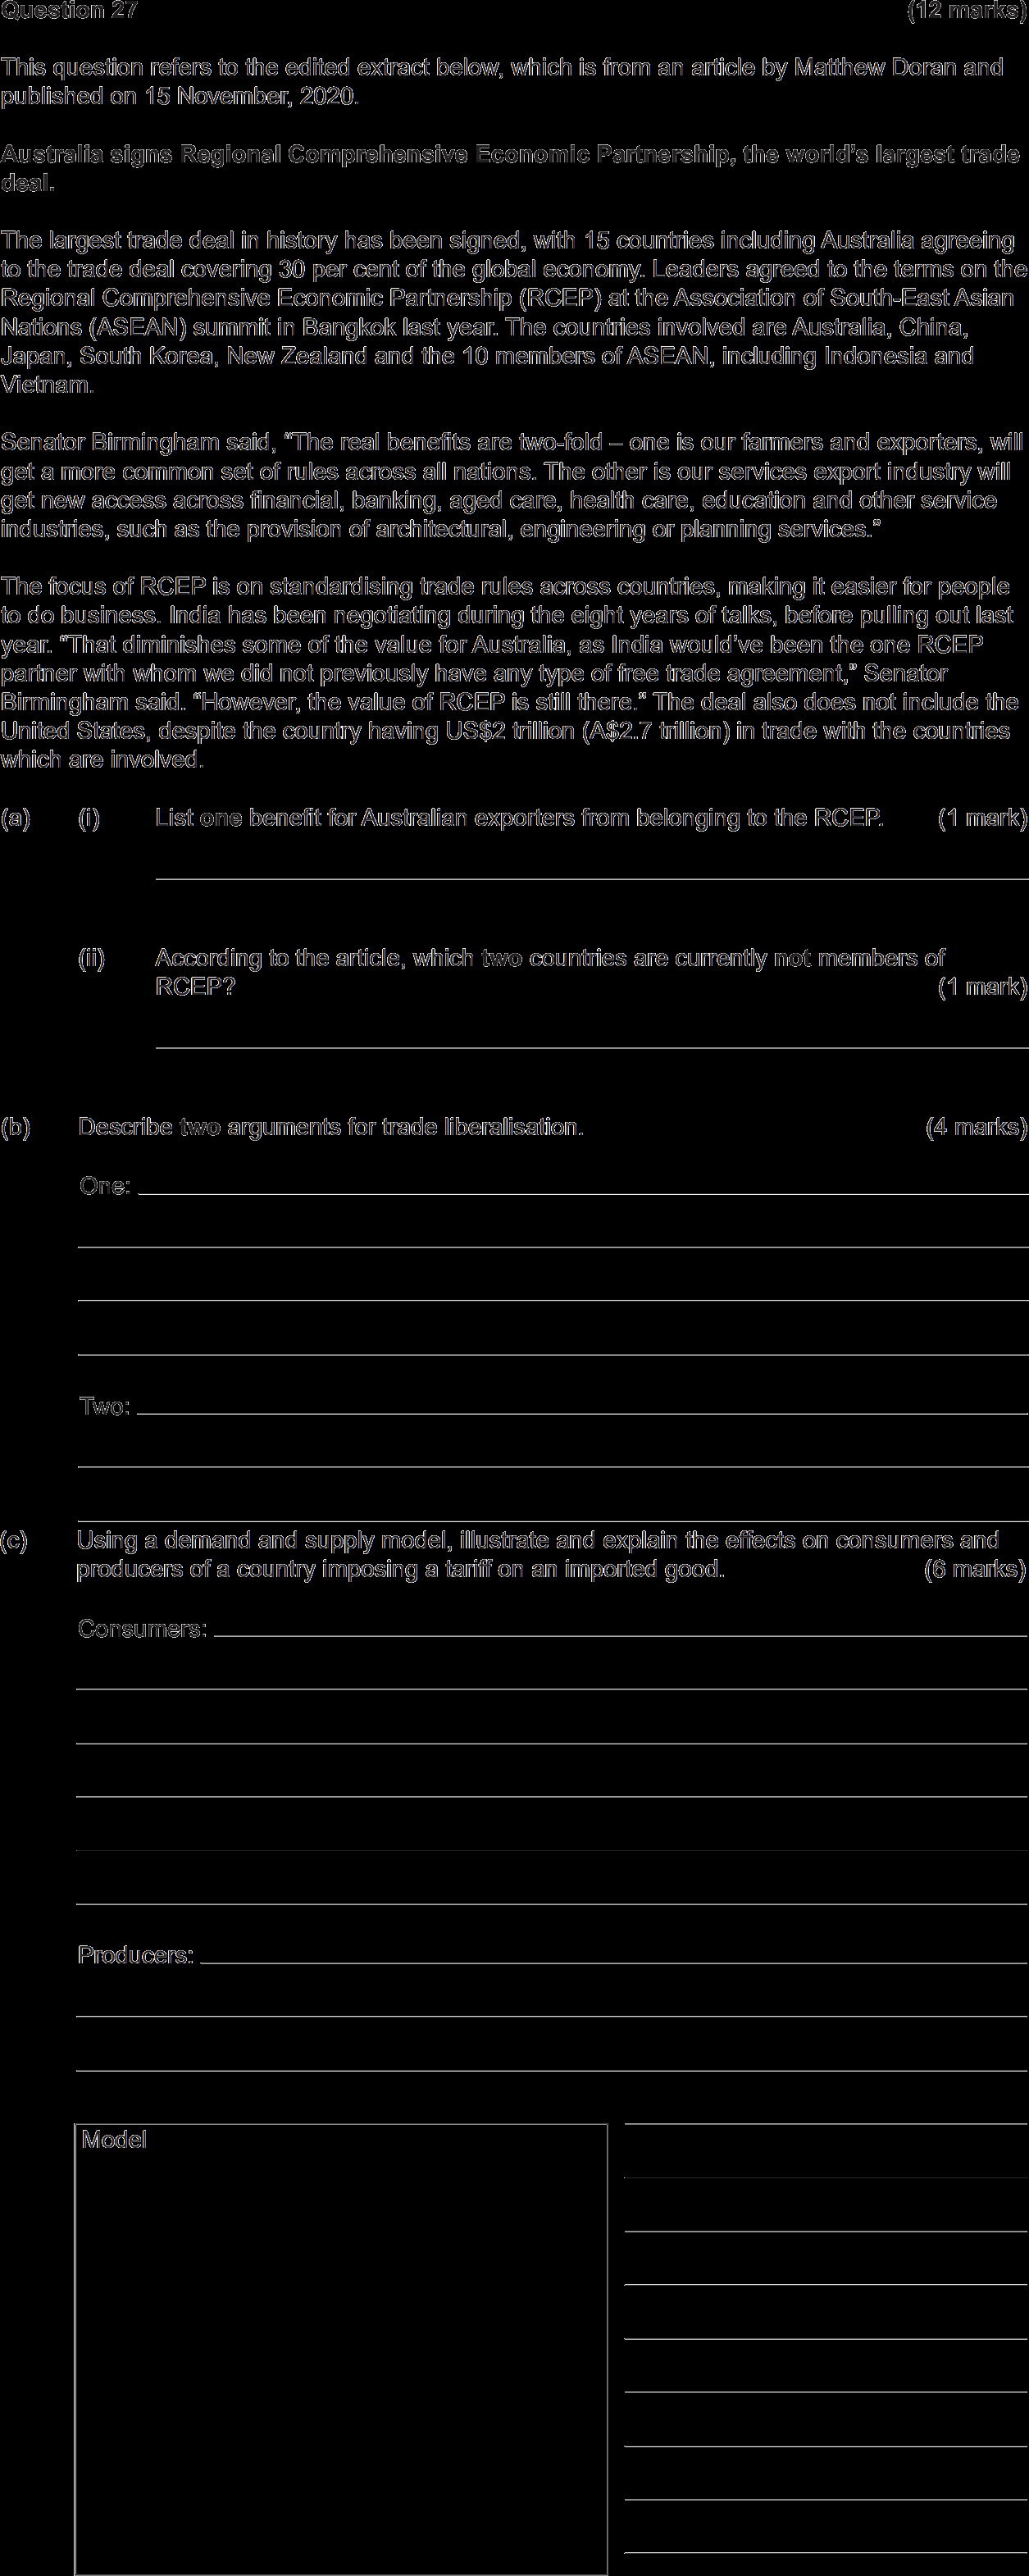 Question 27 (12 marks)
This question refers to the edited extract below, which is from an article by Matthew Doran and
published on 15 November, 2020.
Australia signs Regional Comprehensive Economic Partnership, the world's largest trade
deal.
The largest trade deal in history has been signed, with 15 countries including Australia agreeing
to the trade deal covering 30 per cent of the global economy. Leaders agreed to the terms on the
Regional Comprehensive Economic Partnership (RCEP) at the Association of South-East Asian
Nations (ASEAN) summit in Bangkok last year. The countries involved are Australia, China,
Japan, South Korea, New Zealand and the 10 members of ASEAN, including Indonesia and
Vietnam.
Senator Birmingham said, “The real benefits are two-fold – one is our farmers and exporters, will
get a more common set of rules across all nations. The other is our services export industry will
get new access across financial, banking, aged care, health care, education and other service
industries, such as the provision of architectural, engineering or planning services.”
The focus of RCEP is on standardising trade rules across countries, making it easier for people
to do business. India has been negotiating during the eight years of talks, before pulling out last
year. “That diminishes some of the value for Australia, as India would’ve been the one RCEP
partner with whom we did not previously have any type of free trade agreement,” Senator
Birmingham said. “However, the value of RCEP is still there.” The deal also does not include the
United States, despite the country having US$2 trillion (A$2.7 trillion) in trade with the countries
which are involved.
(a) (i) List one benefit for Australian exporters from belonging to the RCEP. (1 mark)
(ii) According to the article, which two countries are currently not members of
RCEP? (1 mark)
(b) Describe two arguments for trade liberalisation. (4 marks)
One:
Two:
(c) Using a demand and supply model, illustrate and explain the effects on consumers and
producers of a country imposing a tariff on an imported good. (6 marks)
Consumers:
Producers:
Model